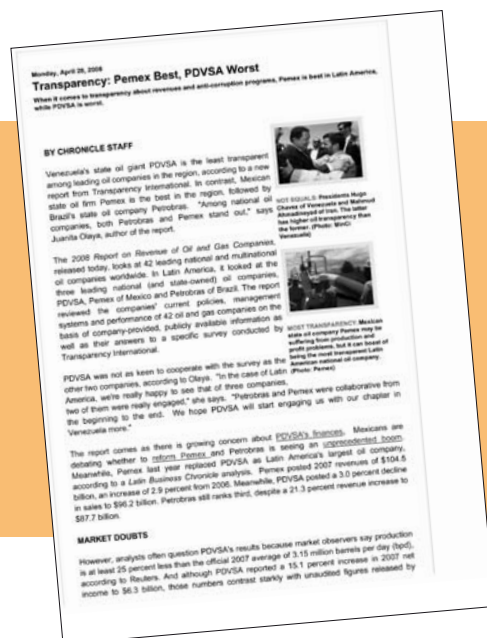 Monday, April 28, 2008
Transparency: Pemex Best, PDVSA Worst
When it comes to transparency about revenues and anti-corruption programs, Pemex is best in Latin America,
while PDVSA is worst.
BY CHRONICLE STAFF
Venezuela's state oil giant PDVSA is the least transparent
among leading oil companies in the region, according to a new
report from Transparency International. In contrast, Mexican
state oil firm Pemex is the best in the region, followed by
Brazil's state oil company Petrobras. "Among national oil
companies, both Petrobras and Pemex stand out," says
Juanita Olaya, author of the report.
NOT EQUALS: Presidents Hugo
Chavez of Venezuela and Mahmud
Ahmadinejad of Iran. The latter
has higher oil transparency than
the former. (Photo: MinCi
Venezuela)
The 2008 Report on Revenue of Oil and Gas Companies,
released today, looks at 42 leading national and multinational
oil companies worldwide. In Latin America, it looked at the
three leading national (and state-owned) oil companies,
PDVSA, Pemex of Mexico and Petrobras of Brazil. The report
reviewed the companies' current policies, management
systems and performance of 42 oil and gas companies on the
basis of company-provided, publicly available information as
well as their answers to a specific survey conducted by
Transparency International.
MOST TRANSPARENCY: Mexican
state oil company Pemex may be
suffering from production and
profit problems, but it can boast of
being the most transparent Latin
American national oil company.
(Photo: Pemex)
PDVSA was not as keen to cooperate with the survey as the
other two companies, according to Olaya. "In the case of Latin
America, we're really happy to see that of three companies,
two of them were really engaged," she says. "Petrobras and Pemex were collaborative from
the beginning to the end. We hope PDVSA will start engaging us with our chapter in
Venezuela more."
The report comes as there is growing concern about PDVSA's finances. Mexicans are
debating whether to reform Pemex and Petrobras is seeing an unprecedented boom.
Meanwhile, Pemex last year replaced PDVSA as Latin America's largest oil company,
according to a Latin Business Chronicle analysis. Pemex posted 2007 revenues of $104.5
billion, an increase of 2.9 percent from 2006. Meanwhile, PDVSA posted a 3.0 percent decline
in sales to $96.2 billion. Petrobras still ranks third, despite a 21.3 percent revenue increase to
$87.7 billion.
MARKET DOUBTS
However, analysts often question PDVSA's results because market observers say production
is at least 25 percent less than the official 2007 average of 3.15 million barrels per day (bpd),
according to Reuters. And although PDVSA reported a 15.1 percent increase in 2007 net
income to $6.3 billion, those numbers contrast starkly with unaudited figures released by